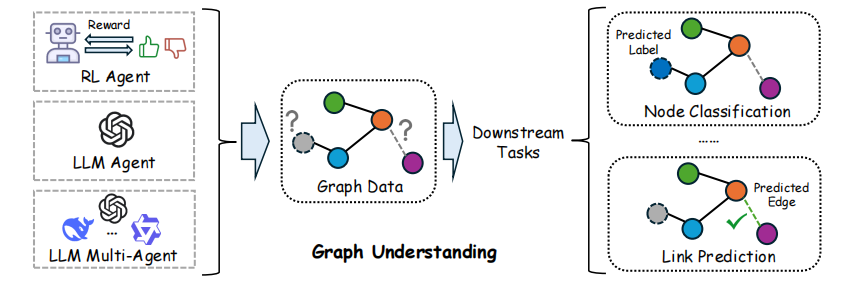 Reward
RL Agent
LLM Agent
...
LLM Multi-Agent
?
?
Graph Data
Graph Understanding
Downstream
Tasks
Predicted
Label
Node Classification
......
Predicted
Edge
Link Prediction